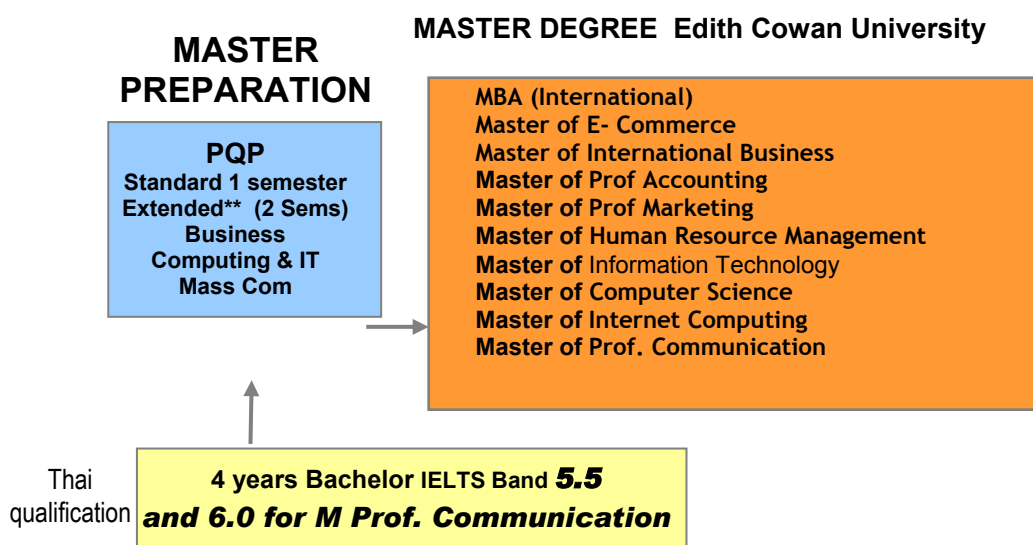 MASTER DEGREE  Edith Cowan University
MASTER
PREPARATION
PQP
Standard 1 semester
Extended** (2 Sems)
Business
Computing & IT
Mass Com
MBA (International)
Master of E- Commerce
Master of International Business
Master of Prof Accounting
Master of Prof Marketing
Master of Human Resource Management
Master of Information Technology
Master of Computer Science
Master of Internet Computing
Master of Prof. Communication
Thai
qualification
4 years Bachelor IELTS Band 5.5
and 6.0 for M Prof. Communication